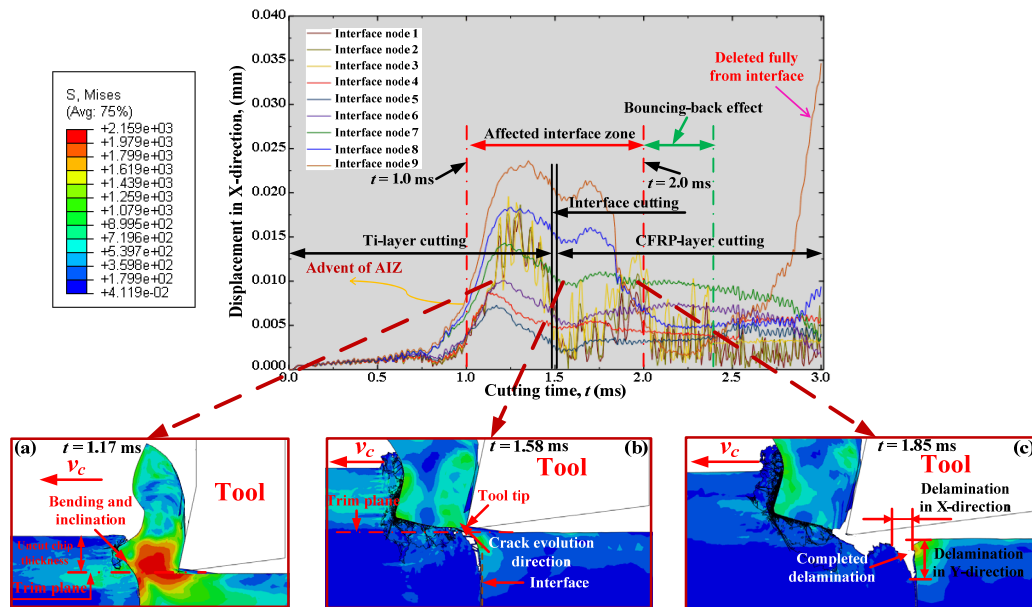 S, Mises
(Avg: 75%)
+2.159e+03
+1.979e+03
+1.799e+03
+1.619e+03
+1.439e+03
+1.259e+03
+1.079e+03
+8.995e+02
+7.196e+02
+5.397e+02
+3.598e+02
+1.799e+02
+4.119e-02
Displacement in X-direction, (mm)
0.040
0.035
0.030
0.025
0.020
0.015
0.010
0.005
0.000
Interface node 1
Interface node 2
Interface node 3
Interface node 4
Interface node 5
Interface node 6
Interface node 7
Interface node 8
Interface node 9
Deleted fully
from interface
Bouncing-back effect
Affected interface zone
t = 1.0 ms
t = 2.0 ms
Interface cutting
Ti-layer cutting
CFRP-layer cutting
Advent of AIZ
0.0
0.5
1.0
1.5
2.0
2.5
3.0
Cutting time, t (ms)
(a)
t = 1.17 ms
vC
Tool
Bending and
inclination
Uncut chip
thickness
Trim plane
(b)
t = 1.58 ms
vC
Tool
Trim plane
Tool tip
Crack evolution
direction
Interface
(c)
t = 1.85 ms
vC
Tool
Delamination
in X-direction
Completed
delamination
Delamination
in Y-direction